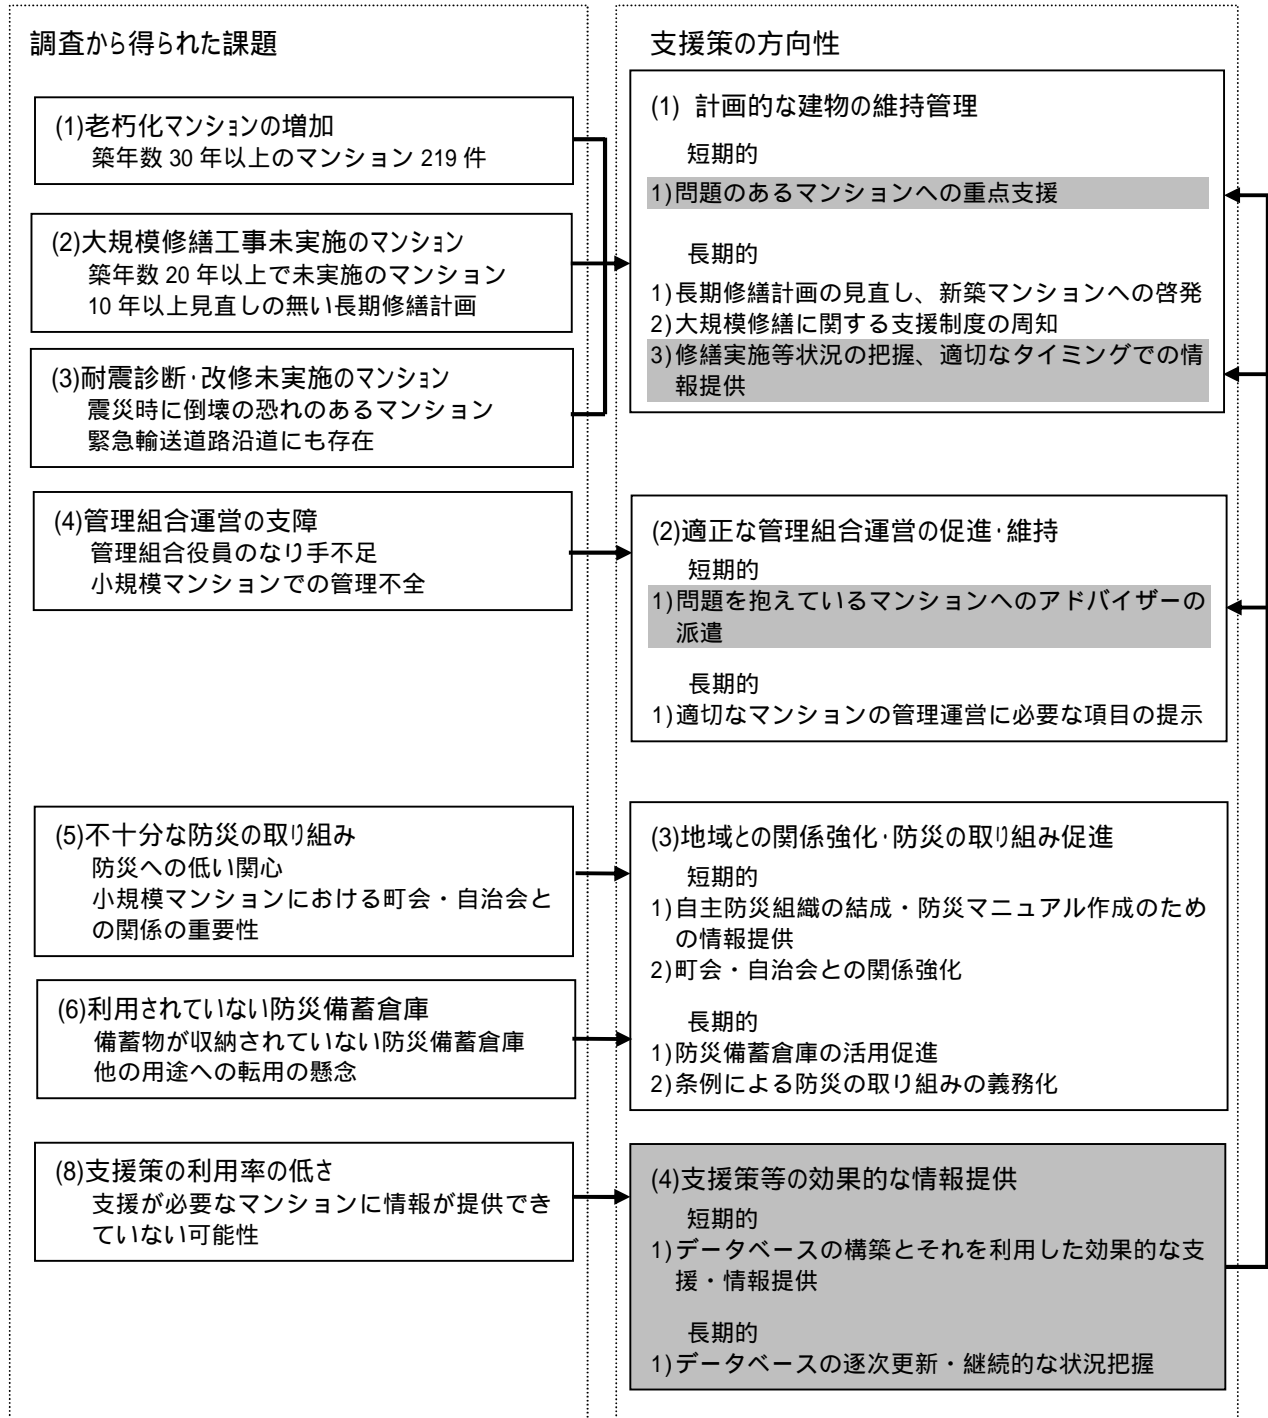 調査から得られた課題
(1)老朽化マンションの増加
築年数 30 年以上のマンション 219 件
(2)大規模修繕工事未実施のマンション
築年数 20 年以上で未実施のマンション
10 年以上見直しの無い長期修繕計画
(3)耐震診断･改修未実施のマンション
震災時に倒壊の恐れのあるマンション
緊急輸送道路沿道にも存在
(4)管理組合運営の支障
管理組合役員のなり手不足
小規模マンションでの管理不全
(5)不十分な防災の取り組み
防災への低い関心
小規模マンションにおける町会・自治会と
の関係の重要性
(6)利用されていない防災備蓄倉庫
備蓄物が収納されていない防災備蓄倉庫
他の用途への転用の懸念
(8)支援策の利用率の低さ
支援が必要なマンションに情報が提供でき
ていない可能性
支援策の方向性
(1) 計画的な建物の維持管理
短期的
1)問題のあるマンションへの重点支援
長期的
1)長期修繕計画の見直し、新築マンションへの啓発
2)大規模修繕に関する支援制度の周知
3)修繕実施等状況の把握、適切なタイミングでの情
報提供
(2)適正な管理組合運営の促進･維持
短期的
1)問題を抱えているマンションへのアドバイザーの
派遣
長期的
1)適切なマンションの管理運営に必要な項目の提示
(3)地域との関係強化･防災の取り組み促進
短期的
1)自主防災組織の結成・防災マニュアル作成のため
の情報提供
2)町会・自治会との関係強化
長期的
1)防災備蓄倉庫の活用促進
2)条例による防災の取り組みの義務化
(4)支援策等の効果的な情報提供
短期的
1)データベースの構築とそれを利用した効果的な支
援・情報提供
長期的
1)データベースの逐次更新・継続的な状況把握